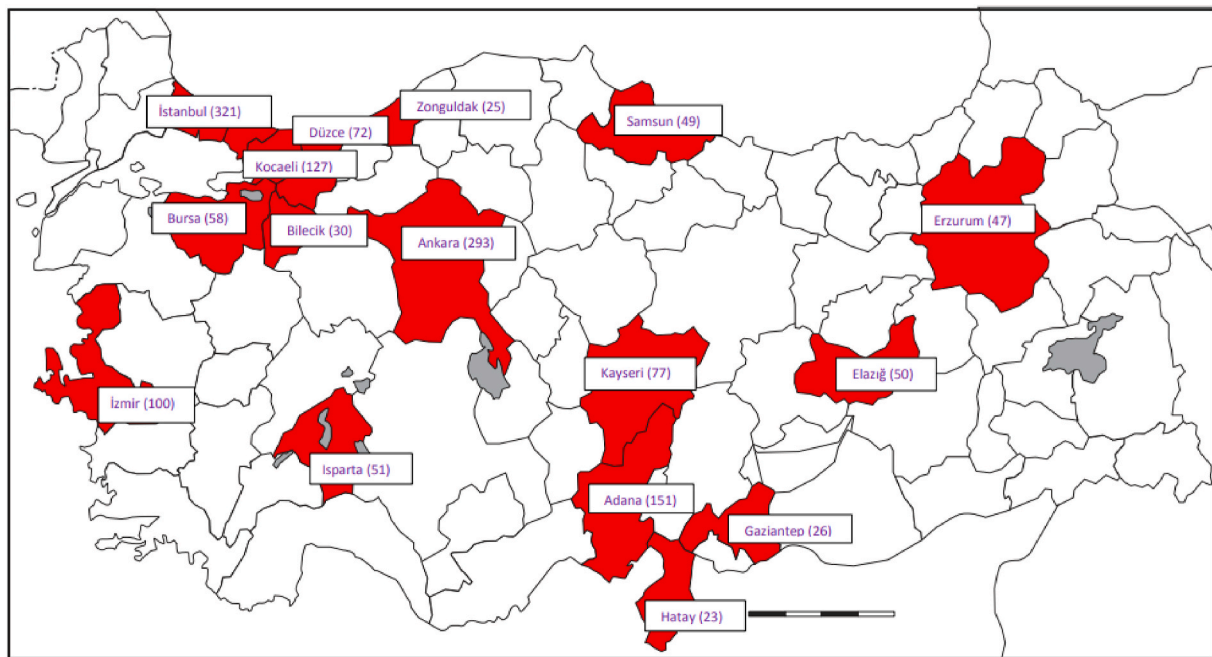 Zonguldak (25)
İstanbul (321)
Samsun (49)
Düzce (72)
Kocaeli (127)
Bursa (58)
Bilecik (30)
Ankara (293)
Erzurum (47)
Kayseri (77)
Elazığ (50)
İzmir (100)
Isparta (51)
Adana (151)
Gaziantep (26)
Hatay (23)